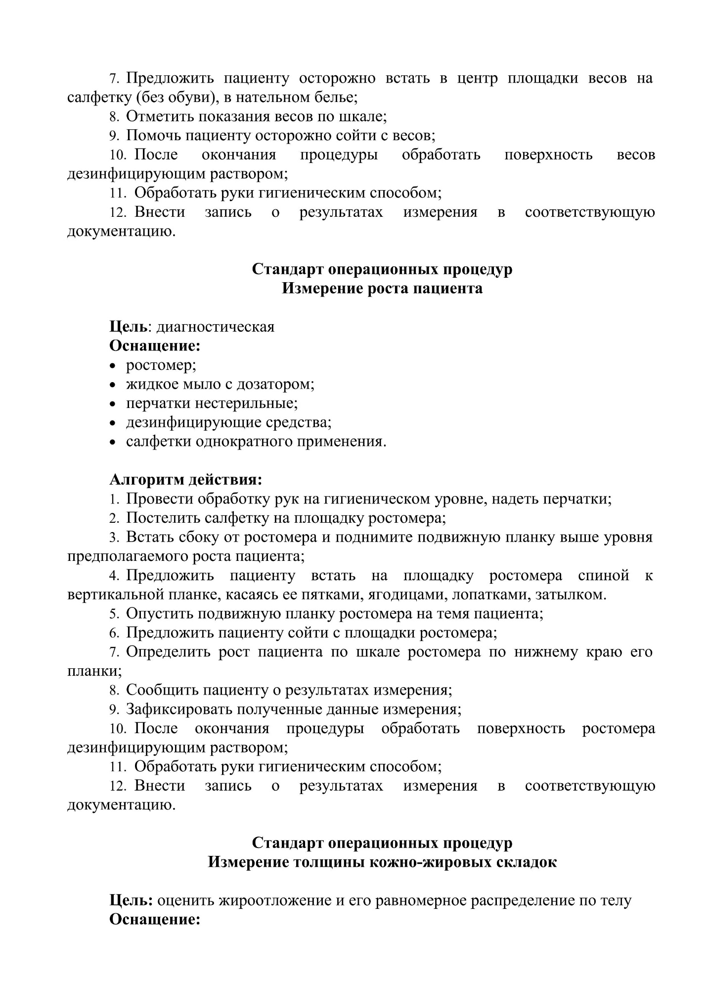 7. Предложить пациенту осторожно встать в центр площадки весов на
салфетку (без обуви), в нательном белье;
8. Отметить показания весов по шкале;
9. Помочь пациенту осторожно сойти с весов;
10. После окончания процедуры обработать поверхность весов
дезинфицирующим раствором;
11. Обработать руки гигиеническим способом;
12. Внести запись о результатах измерения в соответствующую
документацию.
Стандарт операционных процедур
Измерение роста пациента
Цель: диагностическая
Оснащение:
• ростомер;
• жидкое мыло с дозатором;
• перчатки нестерильные;
• дезинфицирующие средства;
• салфетки однократного применения.
Алгоритм действия:
1. Провести обработку рук на гигиеническом уровне, надеть перчатки;
2. Постелить салфетку на площадку ростомера;
3. Встать сбоку от ростомера и поднимите подвижную планку выше уровня
предполагаемого роста пациента;
4. Предложить пациенту встать на площадку ростомера спиной к
вертикальной планке, касаясь ее пятками, ягодицами, лопатками, затылком.
5. Опустить подвижную планку ростомера на темя пациента;
6. Предложить пациенту сойти с площадки ростомера;
7. Определить рост пациента по шкале ростомера по нижнему краю его
планки;
8. Сообщить пациенту о результатах измерения;
9. Зафиксировать полученные данные измерения;
10. После окончания процедуры обработать поверхность ростомера
дезинфицирующим раствором;
11. Обработать руки гигиеническим способом;
12. Внести запись о результатах измерения в соответствующую
документацию.
Стандарт операционных процедур
Измерение толщины кожно-жировых складок
Цель: оценить жироотложение и его равномерное распределение по телу
Оснащение: